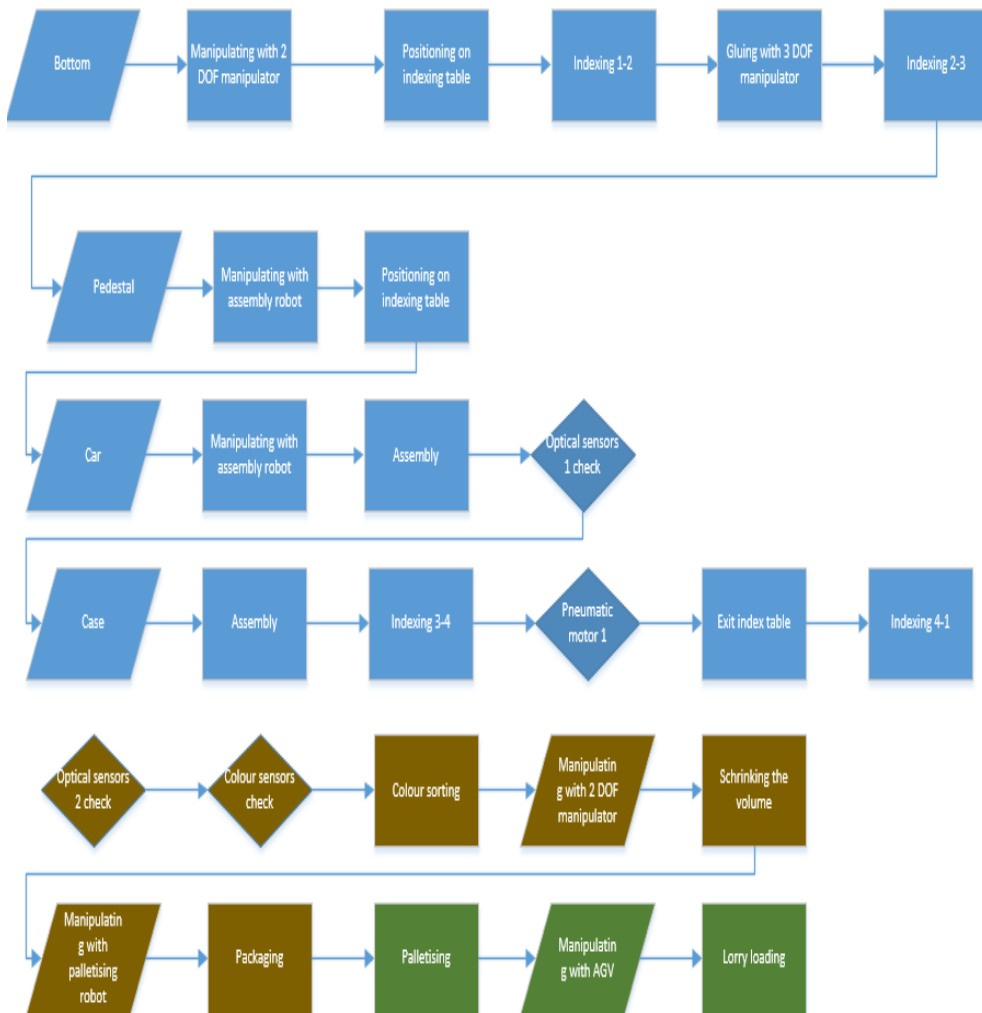 Bottom
Manipulating with 2
DOF manipulator
Positioning on
indexing table
Indexing 1-2
Gluing with 3 DOF
manipulator
Indexing 2-3
Pedestal
Manipulating with
assembly robot
Positioning on
indexing table
Car
Manipulating with
assembly robot
Assembly
Optical sensors
1 check
Case
Assembly
Indexing 3-4
Pneumatic
motor 1
Exit index table
Indexing 4-1
Optical sensors
2 check
Colour sensors
check
Colour sorting
Manipulatin
g with 2 DOF
manipulator
Schrinking the
volume
Manipulatin
g with
palletising
robot
Packaging
Palletising
Manipulatin
g with AGV
Lorry loading